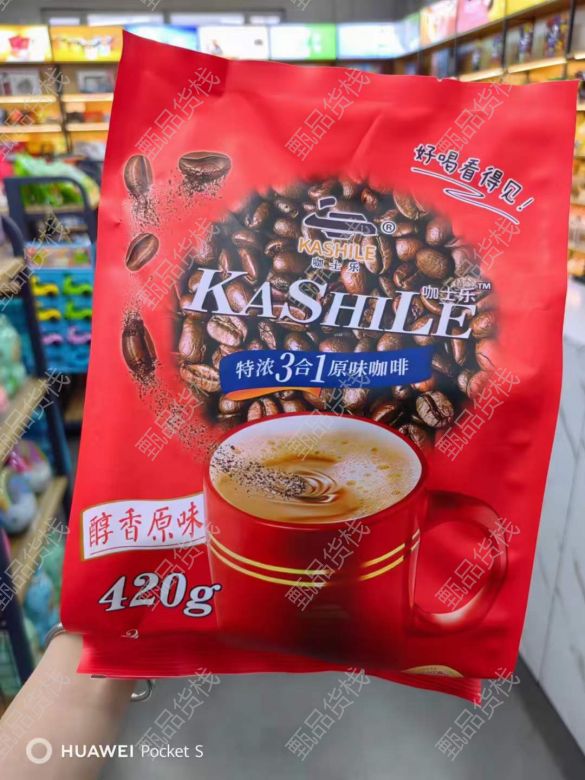 好喝看得见!
KASHILE®
咖士乐
咖士乐™
KASHILE
特浓3合1原味咖啡
醇香原味
420g
甄品货栈
HUAWEI Pocket S